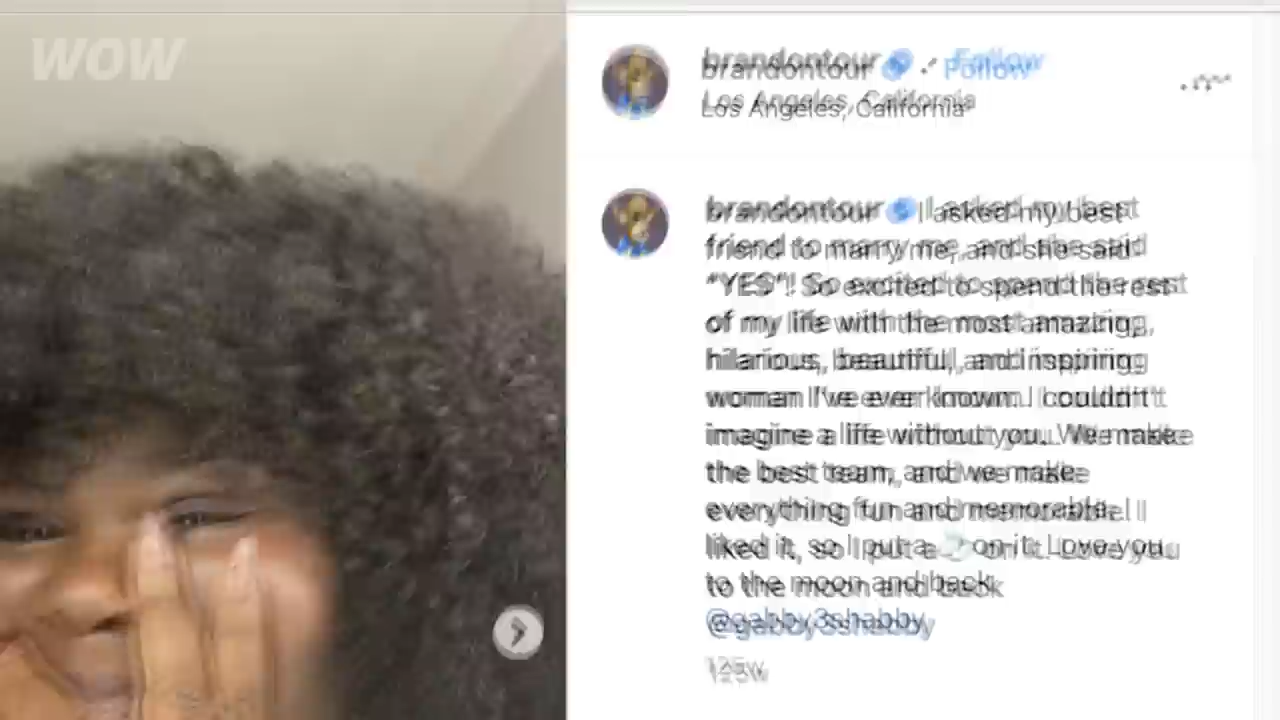 WOW
brandontour Follow
Los Angeles, California
brandontour I asked my best
friend to marry me, and she said
“YES”! So excited to spend the rest
of my life with the most amazing,
hilarious, beautiful, and inspiring
woman I've ever known. I couldn't
imagine a life without you. We make
the best team, and we make
everything fun and memorable. I
liked it, so I put a 💍 on it. Love you
to the moon and back
@gabby3shabby